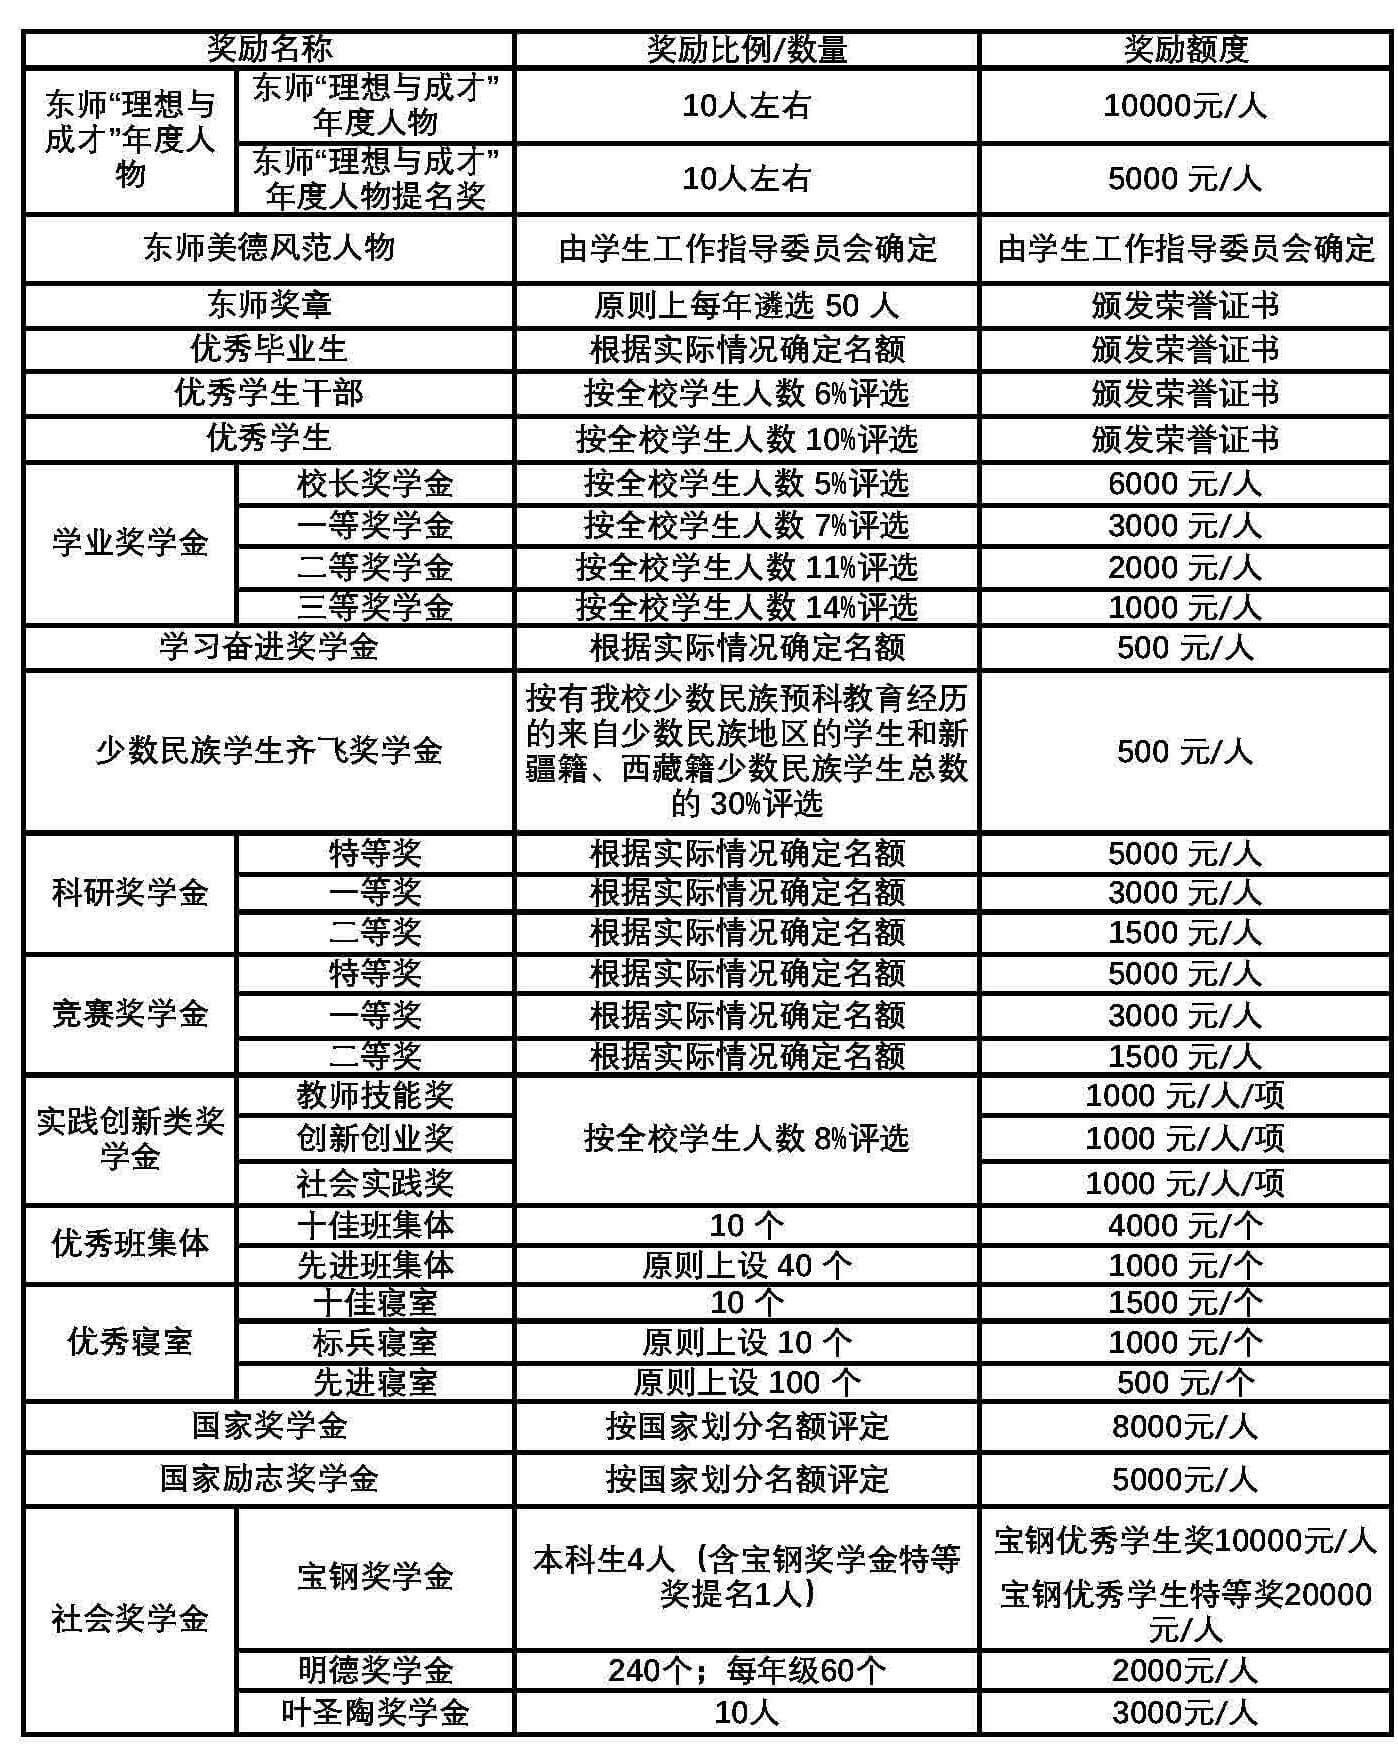 奖励名称 奖励比例/数量 奖励额度
东师“理想与
成才”年度人
物
东师“理想与成才”
年度人物
10人左右
10000元/人
东师“理想与成才”
年度人物提名奖
10人左右
5000 元/人
东师美德风范人物 由学生工作指导委员会确定 由学生工作指导委员会确定
东师奖章 原则上每年遴选 50 人 颁发荣誉证书
优秀毕业生 根据实际情况确定名额 颁发荣誉证书
优秀学生干部 按全校学生人数 6%评选 颁发荣誉证书
优秀学生 按全校学生人数 10%评选 颁发荣誉证书
学业奖学金
校长奖学金 按全校学生人数 5%评选 6000 元/人
一等奖学金 按全校学生人数 7%评选 3000 元/人
二等奖学金 按全校学生人数 11%评选 2000 元/人
三等奖学金 按全校学生人数 14%评选 1000 元/人
学习奋进奖学金 根据实际情况确定名额 500 元/人
少数民族学生齐飞奖学金
按有我校少数民族预科教育经历
的来自少数民族地区的学生和新
疆籍、西藏籍少数民族学生总数
的 30%评选
500 元/人
科研奖学金
特等奖 根据实际情况确定名额 5000 元/人
一等奖 根据实际情况确定名额 3000 元/人
二等奖 根据实际情况确定名额 1500 元/人
竞赛奖学金
特等奖 根据实际情况确定名额 5000 元/人
一等奖 根据实际情况确定名额 3000 元/人
二等奖 根据实际情况确定名额 1500 元/人
实践创新类奖
学金
教师技能奖 1000 元/人/项
创新创业奖 按全校学生人数 8%评选 1000 元/人/项
社会实践奖 1000 元/人/项
优秀班集体
十佳班集体 10 个 4000 元/个
先进班集体 原则上设 40 个 1000 元/个
优秀寝室
十佳寝室 10 个 1500 元/个
标兵寝室 原则上设 10 个 1000 元/个
先进寝室 原则上设 100 个 500 元/个
国家奖学金 按国家划分名额评定 8000元/人
国家励志奖学金 按国家划分名额评定 5000元/人
社会奖学金
宝钢奖学金
本科生4人（含宝钢奖学金特等
奖提名1人）
宝钢优秀学生奖10000元/人
宝钢优秀学生特等奖20000
元/人
明德奖学金 240个；每年级60个 2000元/人
叶圣陶奖学金 10人 3000元/人